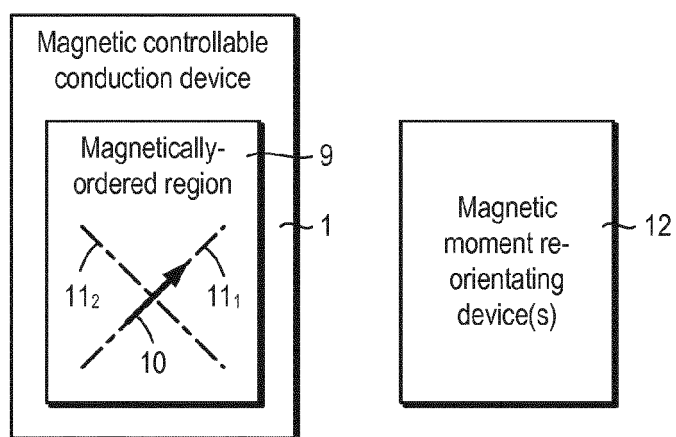 Magnetic controllable
conduction device
Magnetically-
ordered region
9
1
11₂
11₁
10
Magnetic
moment re-
orientating
device(s)
12